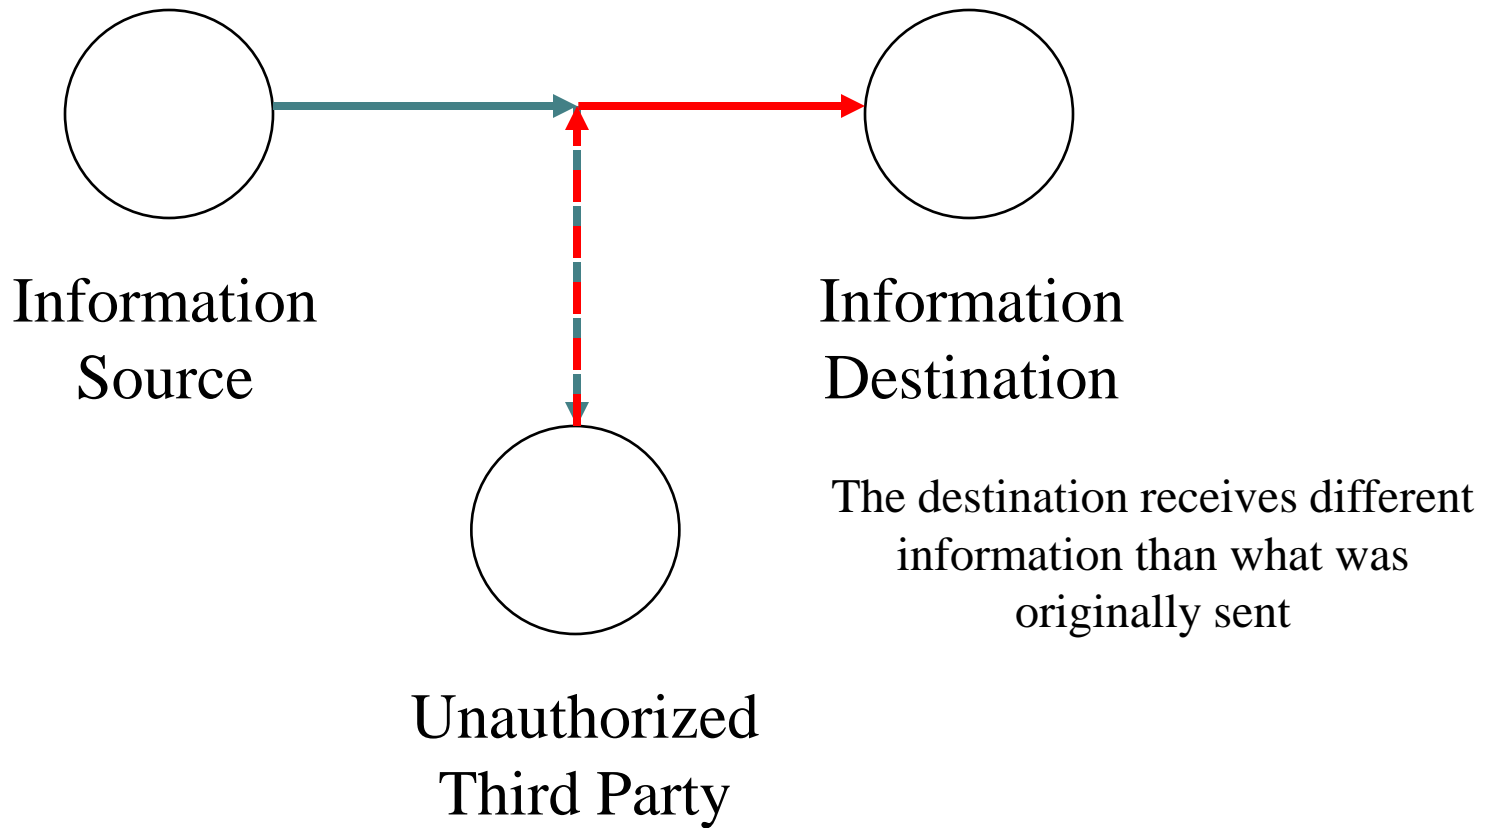 Information
Source
Information
Destination
The destination receives different
information than what was
originally sent
Unauthorized
Third Party